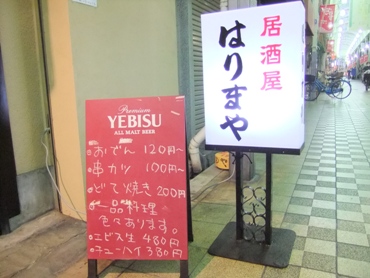 Premium
YEBISU
ALL MALT BEER
おでん 120円〜
串カツ 100円〜
どて焼き 200円
一品料理
色々あります。
エビス生 480円
チューハイ 380円
居酒屋
はりまや